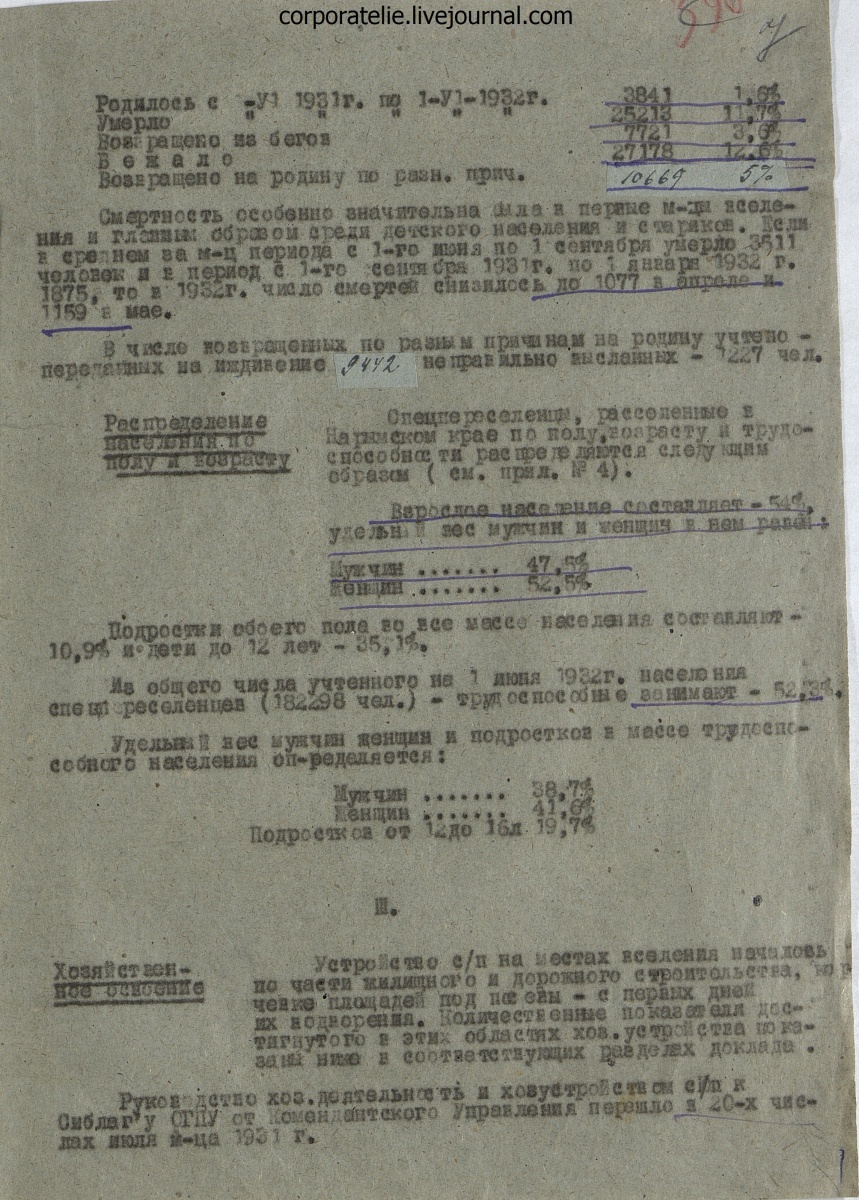 corporatelie.livejournal.com
7
Родилось с -У1 1931г. по 1-У1-1932г. 3841 1,6%
Умерло " " " " " 25213 11,7%
Возвращено из бегов 7721 3,6%
Б е ж а л о 27178 12,6%
Возвращено на родину по разн. прич. 10669 5%
Смертность особенно значительна была в первые м-цы вселе-
ния и главным образом среди детского населения и стариков. Если
в среднем за м-ц периода с 1-го июня по 1 сентября умерло 3511
человек и в период с 1-го сентября 1931г. по 1 января 1932 г.
1875, то в 1932г. число смертей снизилось до 1077 в апреле и
1159 в мае.
В число возвращенных по разным причинам на родину учтено -
переданных на иждивение 9442 неправильно высланных - 1227 чел.
Распределение
населения по
полу и возрасту
Спецпереселенцы, расселенные в
Нарымском крае по полу,возрасту и трудо-
способности распределяются следующим
образом ( см. прил. № 4).
Взрослое население составляет - 54%,
удельный вес мужчин и женщин в нем равен:
Мужчин ....... 47,5%
Женщин ....... 52,5%
Подростки обоего пола во все массе населения составляют -
10,9% и дети до 12 лет - 35,1%.
Из общего числа учтенного на 1 июня 1932г. населения
спецпереселенцев (182298 чел.) - трудоспособные занимают - 52,3%.
Удельный вес мужчин женщин и подростков в массе трудоспо-
собного населения оп-ределяется:
Мужчин ....... 38,7%
Женщин ....... 41,6%
Подростков от 12до 16л 19,7%
Ш.
Хозяйствен-
ное освоение
Устройство с/п на местах вселения началось
по части жилищного и дорожного строительства, кор
чевке площадей под посевы - с первых дней
их водворения. Количественные показатели дос-
тигнутого в этих областях хоз.устройства пока-
заны ниже в соответствующих разделах доклада .
Руководство хоз.деятельность и хозустройством с/п к
Сиблаг'у ОГПУ от Комендантского Управления перешло в 20-х чис-
лах июля м-ца 1931 г.